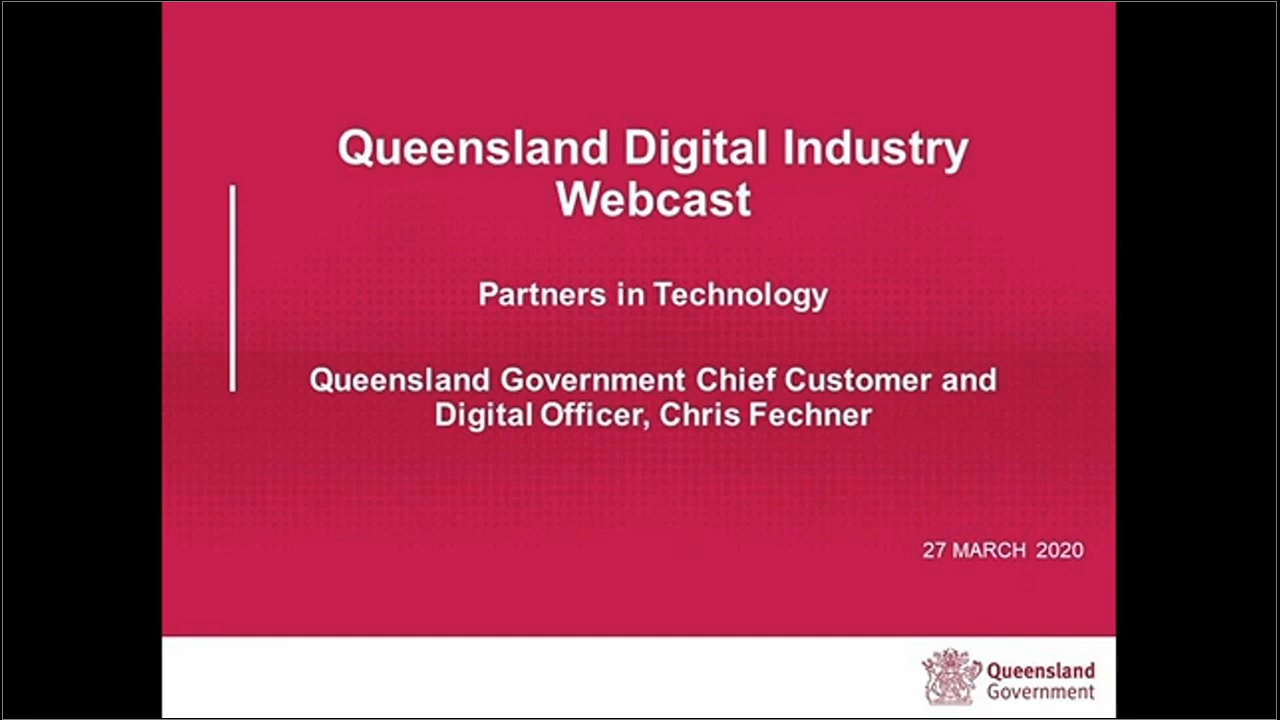 Queensland Digital Industry
Webcast
Partners in Technology
Queensland Government Chief Customer and
Digital Officer, Chris Fechner
27 MARCH 2020
Queensland
Government